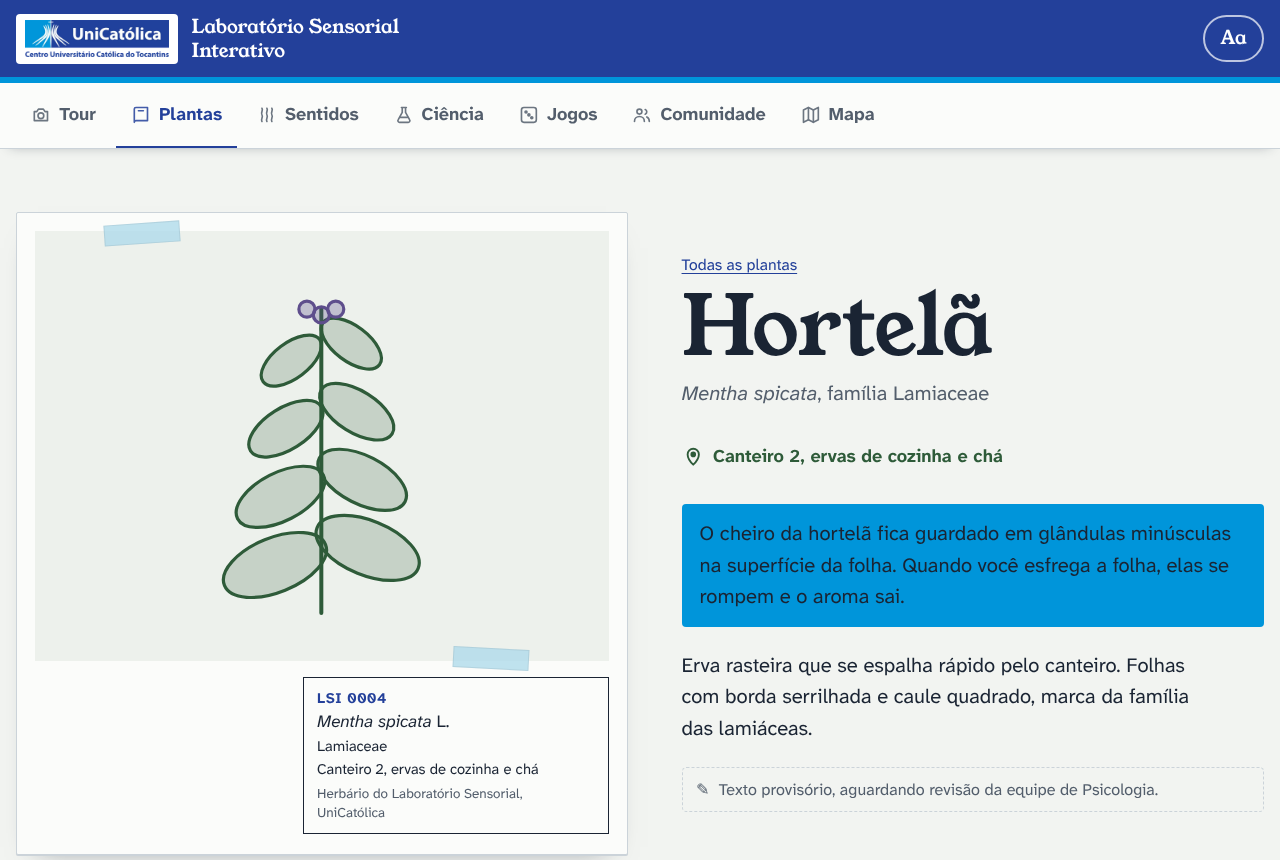 UniCatólica
Centro Universitário Católica do Tocantins
Laboratório Sensorial
Interativo
Aa
Tour
Plantas
Sentidos
Ciência
Jogos
Comunidade
Mapa
LSI 0004
Mentha spicata L.
Lamiaceae
Canteiro 2, ervas de cozinha e chá
Herbário do Laboratório Sensorial,
UniCatólica
Todas as plantas
Hortelã
Mentha spicata, família Lamiaceae
Canteiro 2, ervas de cozinha e chá
O cheiro da hortelã fica guardado em glândulas minúsculas
na superfície da folha. Quando você esfrega a folha, elas se
rompem e o aroma sai.
Erva rasteira que se espalha rápido pelo canteiro. Folhas
com borda serrilhada e caule quadrado, marca da família
das lamiáceas.
✎ Texto provisório, aguardando revisão da equipe de Psicologia.